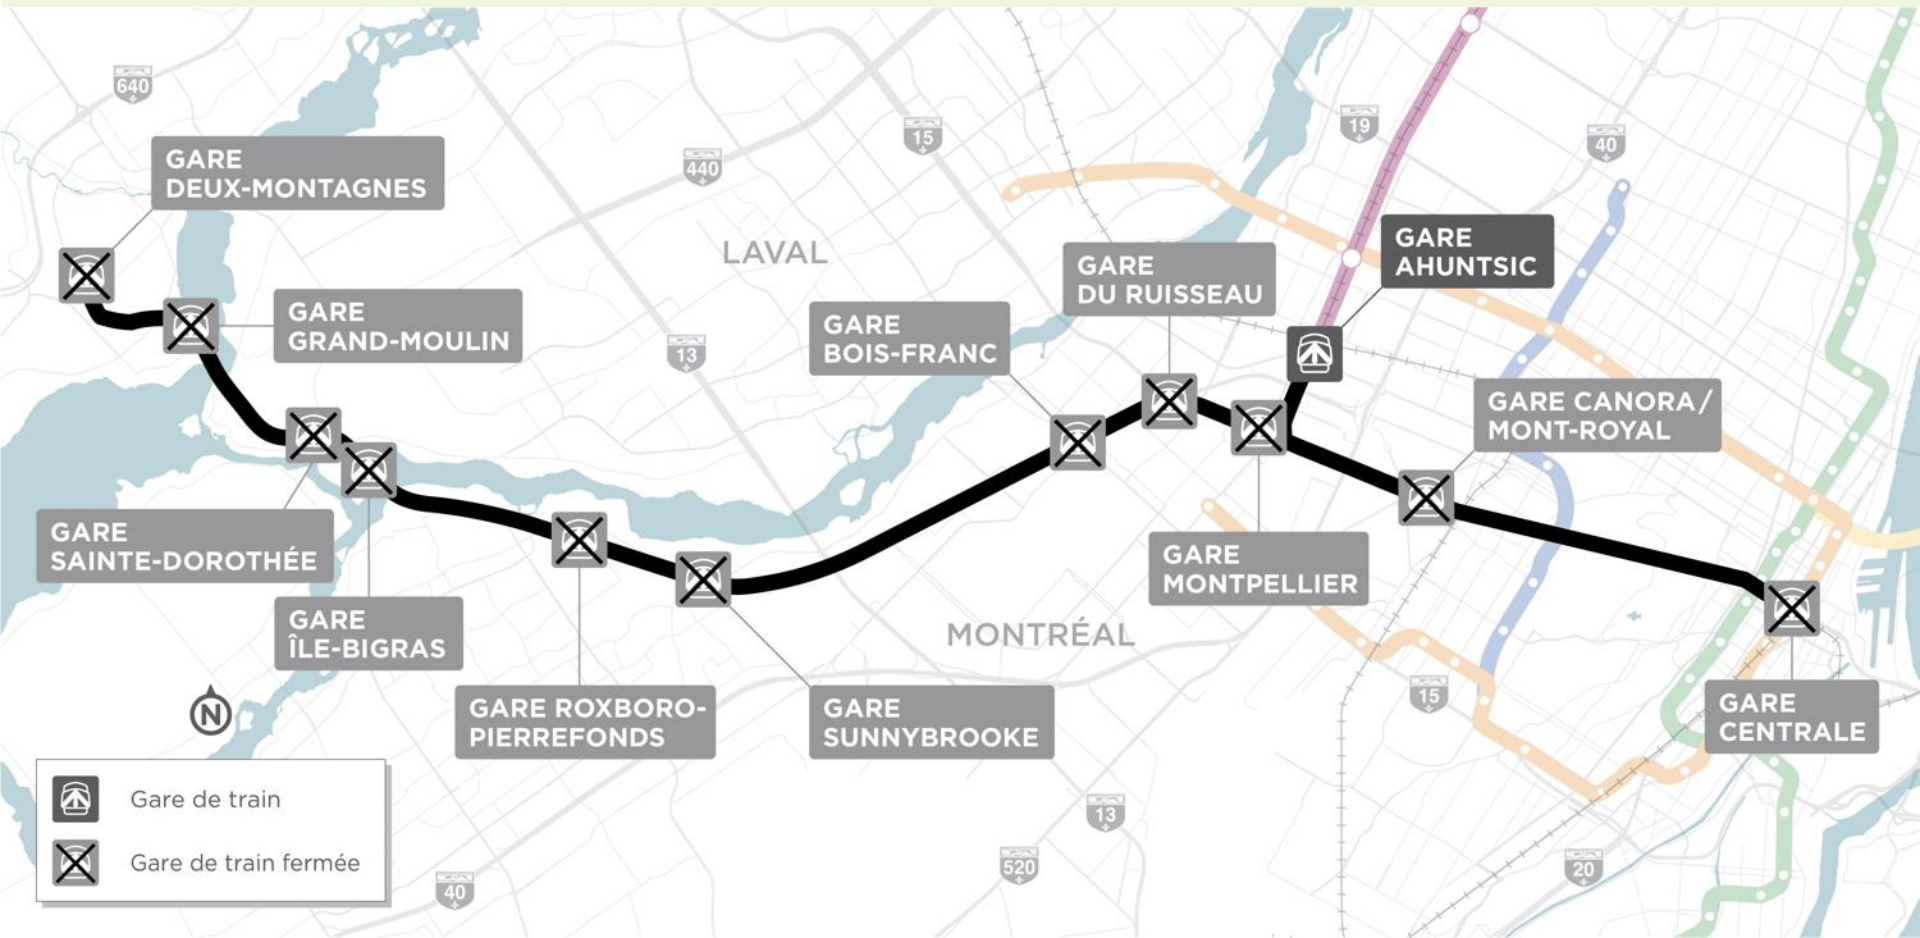 640
15
19
40
440
GARE
DEUX-MONTAGNES
GARE
AHUNTSIC
LAVAL
GARE
DU RUISSEAU
GARE
GRAND-MOULIN
GARE
BOIS-FRANC
13
GARE CANORA/
MONT-ROYAL
GARE
SAINTE-DOROTHÉE
GARE
MONTPELLIER
GARE
ÎLE-BIGRAS
MONTRÉAL
GARE ROXBORO-
PIERREFONDS
GARE
SUNNYBROOKE
15
GARE
CENTRALE
N
Gare de train
Gare de train fermée
13
520
20
40